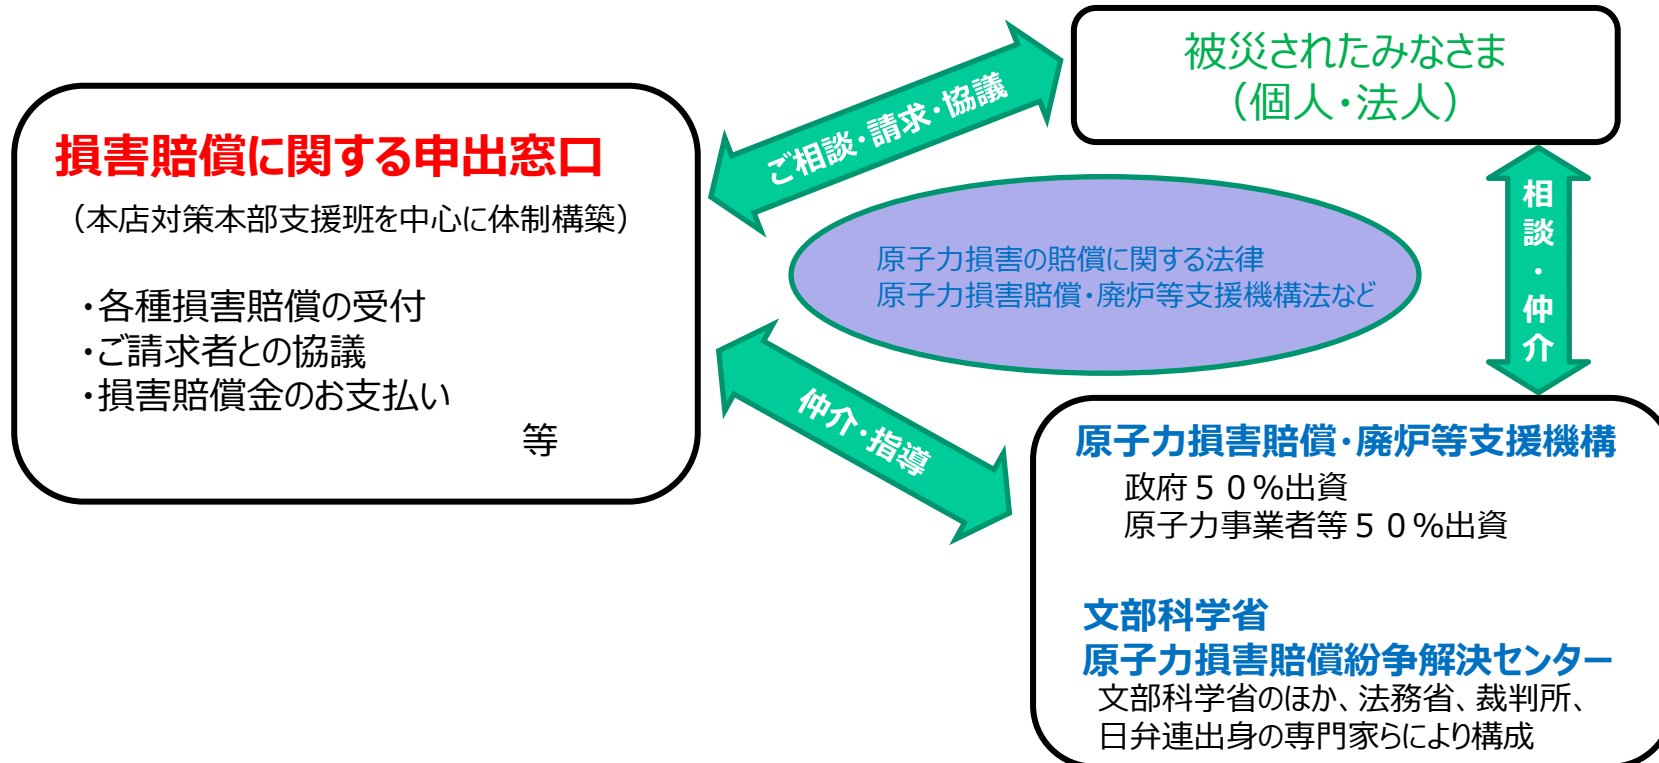 被災されたみなさま
（個人・法人）
損害賠償に関する申出窓口
（本店対策本部支援班を中心に体制構築）
・各種損害賠償の受付
・ご請求者との協議
・損害賠償金のお支払い
等
ご相談・請求・協議
原子力損害の賠償に関する法律
原子力損害賠償・廃炉等支援機構法など
相談・仲介
仲介・指導
原子力損害賠償・廃炉等支援機構
政府５０％出資
原子力事業者等５０％出資
文部科学省
原子力損害賠償紛争解決センター
文部科学省のほか、法務省、裁判所、
日弁連出身の専門家らにより構成